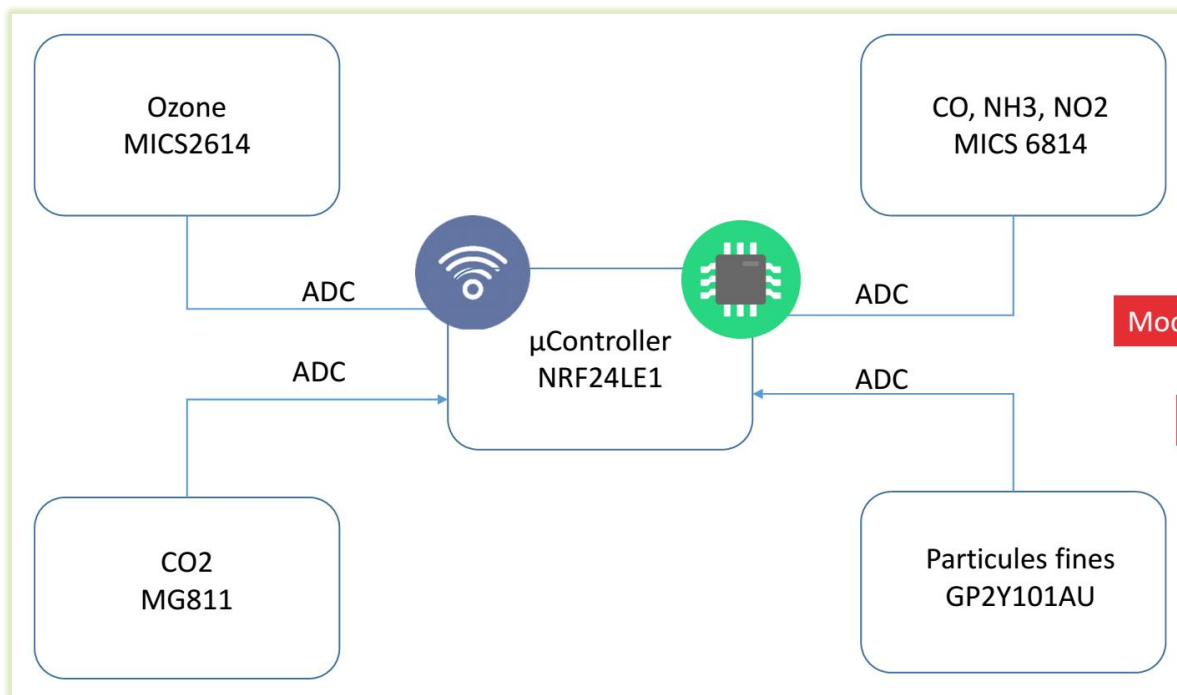 Ozone
MICS2614
CO, NH3, NO2
MICS 6814
ADC
ADC
µController
NRF24LE1
ADC
ADC
CO2
MG811
Particules fines
GP2Y101AU